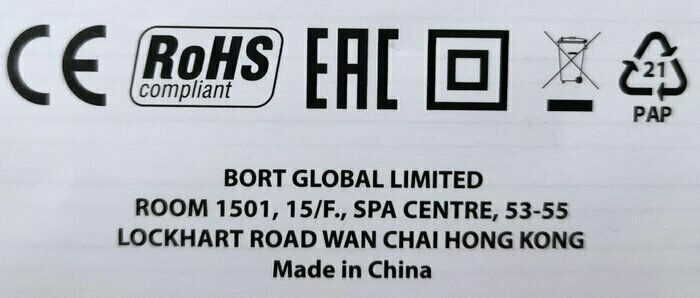 CE RoHS EAC 21
compliant PAP
BORT GLOBAL LIMITED
ROOM 1501, 15/F., SPA CENTRE, 53-55
LOCKHART ROAD WAN CHAI HONG KONG
Made in China